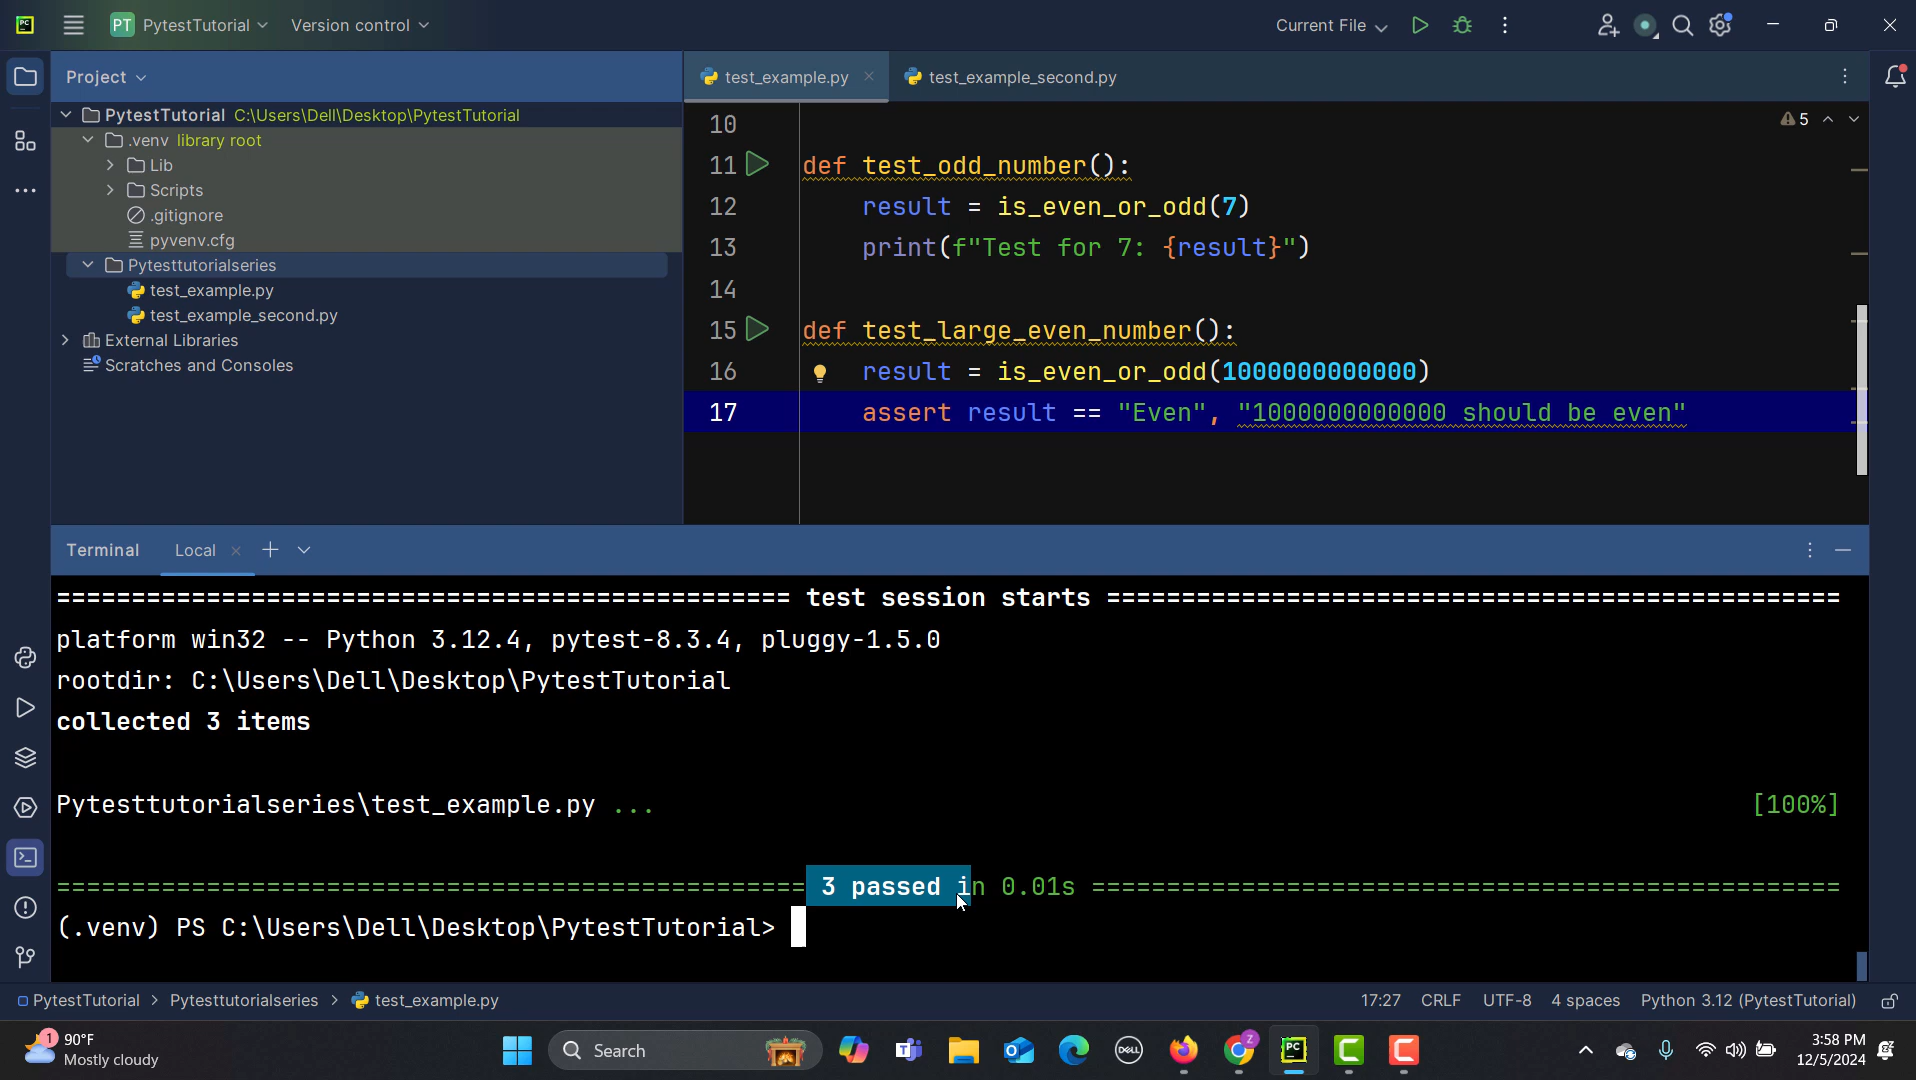 PC
PT PytestTutorial
Version control
Current File
Project
PytestTutorial C:\Users\Dell\Desktop\PytestTutorial
.venv library root
Lib
Scripts
.gitignore
pyvenv.cfg
Pytesttutorialseries
test_example.py
test_example_second.py
External Libraries
Scratches and Consoles
test_example.py
test_example_second.py
5
10
11 def test_odd_number():
12 result = is_even_or_odd(7)
13 print(f"Test for 7: {result}")
14
15 def test_large_even_number():
16 result = is_even_or_odd(1000000000000)
17 assert result == "Even", "1000000000000 should be even"
Terminal
Local
================================================= test session starts =================================================
platform win32 -- Python 3.12.4, pytest-8.3.4, pluggy-1.5.0
rootdir: C:\Users\Dell\Desktop\PytestTutorial
collected 3 items
Pytesttutorialseries\test_example.py ... [100%]
================================================== 3 passed in 0.01s ==================================================
(.venv) PS C:\Users\Dell\Desktop\PytestTutorial>
PytestTutorial > Pytesttutorialseries > test_example.py
17:27 CRLF UTF-8 4 spaces Python 3.12 (PytestTutorial)
1
90°F
Mostly cloudy
Search
DELL
Z
PC
3:58 PM
12/5/2024